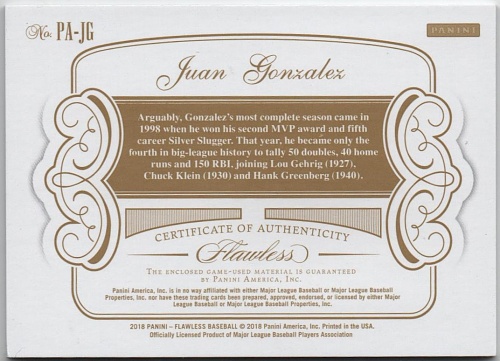 No. PA-JG
PANINI
Juan Gonzalez
Arguably, Gonzalez's most complete season came in
1998 when he won his second MVP award and fifth
career Silver Slugger. That year, he became only the
fourth in big-league history to tally 50 doubles, 40 home
runs and 150 RBI, joining Lou Gehrig (1927),
Chuck Klein (1930) and Hank Greenberg (1940).
CERTIFICATE OF AUTHENTICITY
Flawless
THE ENCLOSED GAME-USED MATERIAL IS GUARANTEED
BY PANINI AMERICA, INC.
Panini America, Inc. is in no way affiliated with either Major League Baseball or Major League Baseball
Properties, Inc. nor have these trading cards been prepared, approved, endorsed, or licensed by either Major
League Baseball or Major League Baseball Properties, Inc.
2018 PANINI – FLAWLESS BASEBALL © 2018 Panini America, Inc. Printed in the USA.
Officially Licensed Product of Major League Baseball Players Association